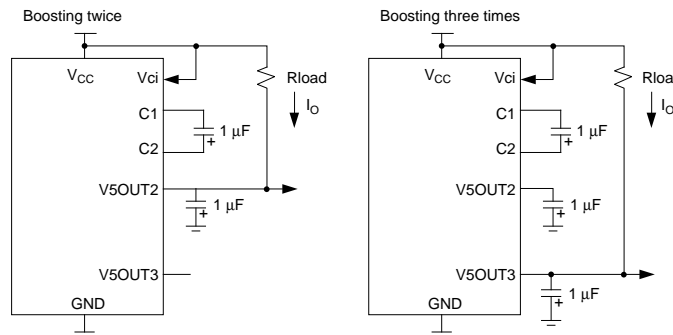 Boosting twice
VCC
Vci
Rload
IO
C1
1 μF
+
C2
V5OUT2
1 μF
+
V5OUT3
GND
Boosting three times
VCC
Vci
Rload
IO
C1
1 μF
+
C2
V5OUT2
1 μF
+
V5OUT3
1 μF
+
GND